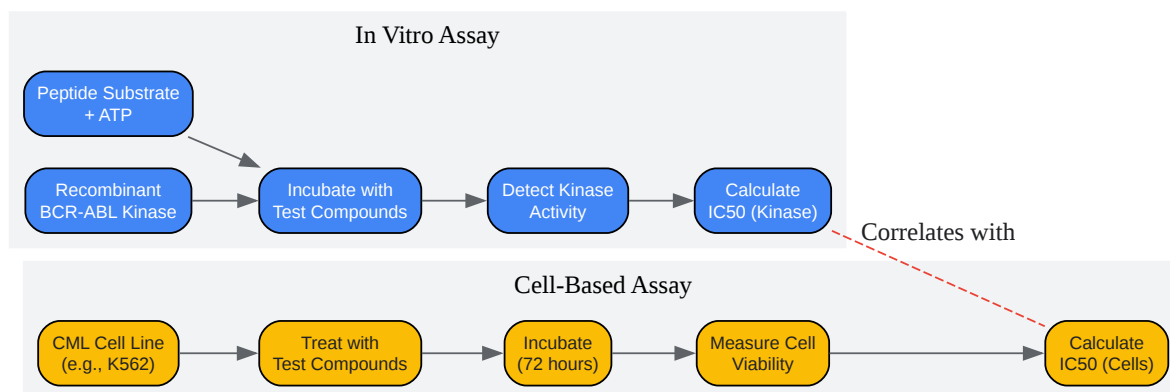 In Vitro Assay
Peptide Substrate
+ ATP
Recombinant
BCR-ABL Kinase
Incubate with
Test Compounds
Detect Kinase
Activity
Calculate
IC50 (Kinase)
Correlates with
Cell-Based Assay
CML Cell Line
(e.g., K562)
Treat with
Test Compounds
Incubate
(72 hours)
Measure Cell
Viability
Calculate
IC50 (Cells)